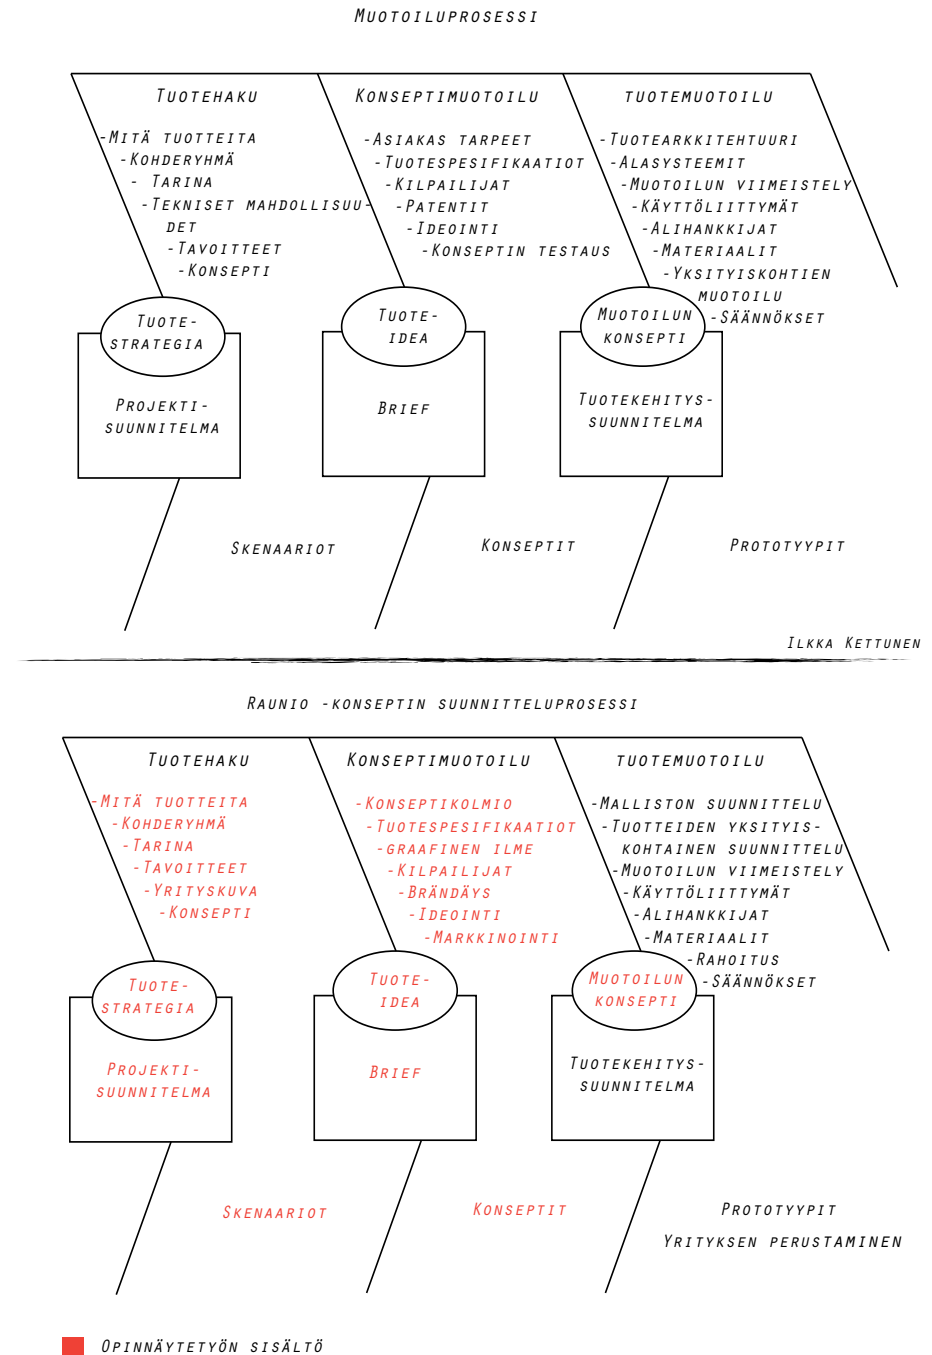 Muotoiluprosessi
Tuotehaku
-Mitä tuotteita
-Kohderyhmä
- Tarina
-Tekniset mahdollisuu-
det
-Tavoitteet
-Konsepti
Tuote-
strategia
Projekti-
suunnitelma
Skenaariot
Konseptimuotoilu
-Asiakas tarpeet
-Tuotespesifikaatiot
-Kilpailijat
-Patentit
-Ideointi
-Konseptin testaus
Tuote-
idea
Brief
Konseptit
tuotemuotoilu
-Tuotearkkitehtuuri
-Alasysteemit
-Muotoilun viimeistely
-Käyttöliittymät
-Alihankkijat
-Materiaalit
-Yksityiskohtien
muotoilu
-Säännökset
Muotoilun
konsepti
Tuotekehitys-
suunnitelma
Prototyypit
Ilkka Kettunen
Raunio -konseptin suunnitteluprosessi
Tuotehaku
-Mitä tuotteita
-Kohderyhmä
-Tarina
-Tavoitteet
-Yrityskuva
-Konsepti
Tuote-
strategia
Projekti-
suunnitelma
Skenaariot
Konseptimuotoilu
-Konseptikolmio
-Tuotespesifikaatiot
-graafinen ilme
-Kilpailijat
-Brändäys
-Ideointi
-Markkinointi
Tuote-
idea
Brief
Konseptit
tuotemuotoilu
-Malliston suunnittelu
-Tuotteiden yksityis-
kohtainen suunnittelu
-Muotoilun viimeistely
-Käyttöliittymät
-Alihankkijat
-Materiaalit
-Rahoitus
-Säännökset
Muotoilun
konsepti
Tuotekehitys-
suunnitelma
Prototyypit
Yrityksen perustaminen
Opinnäytetyön sisältö